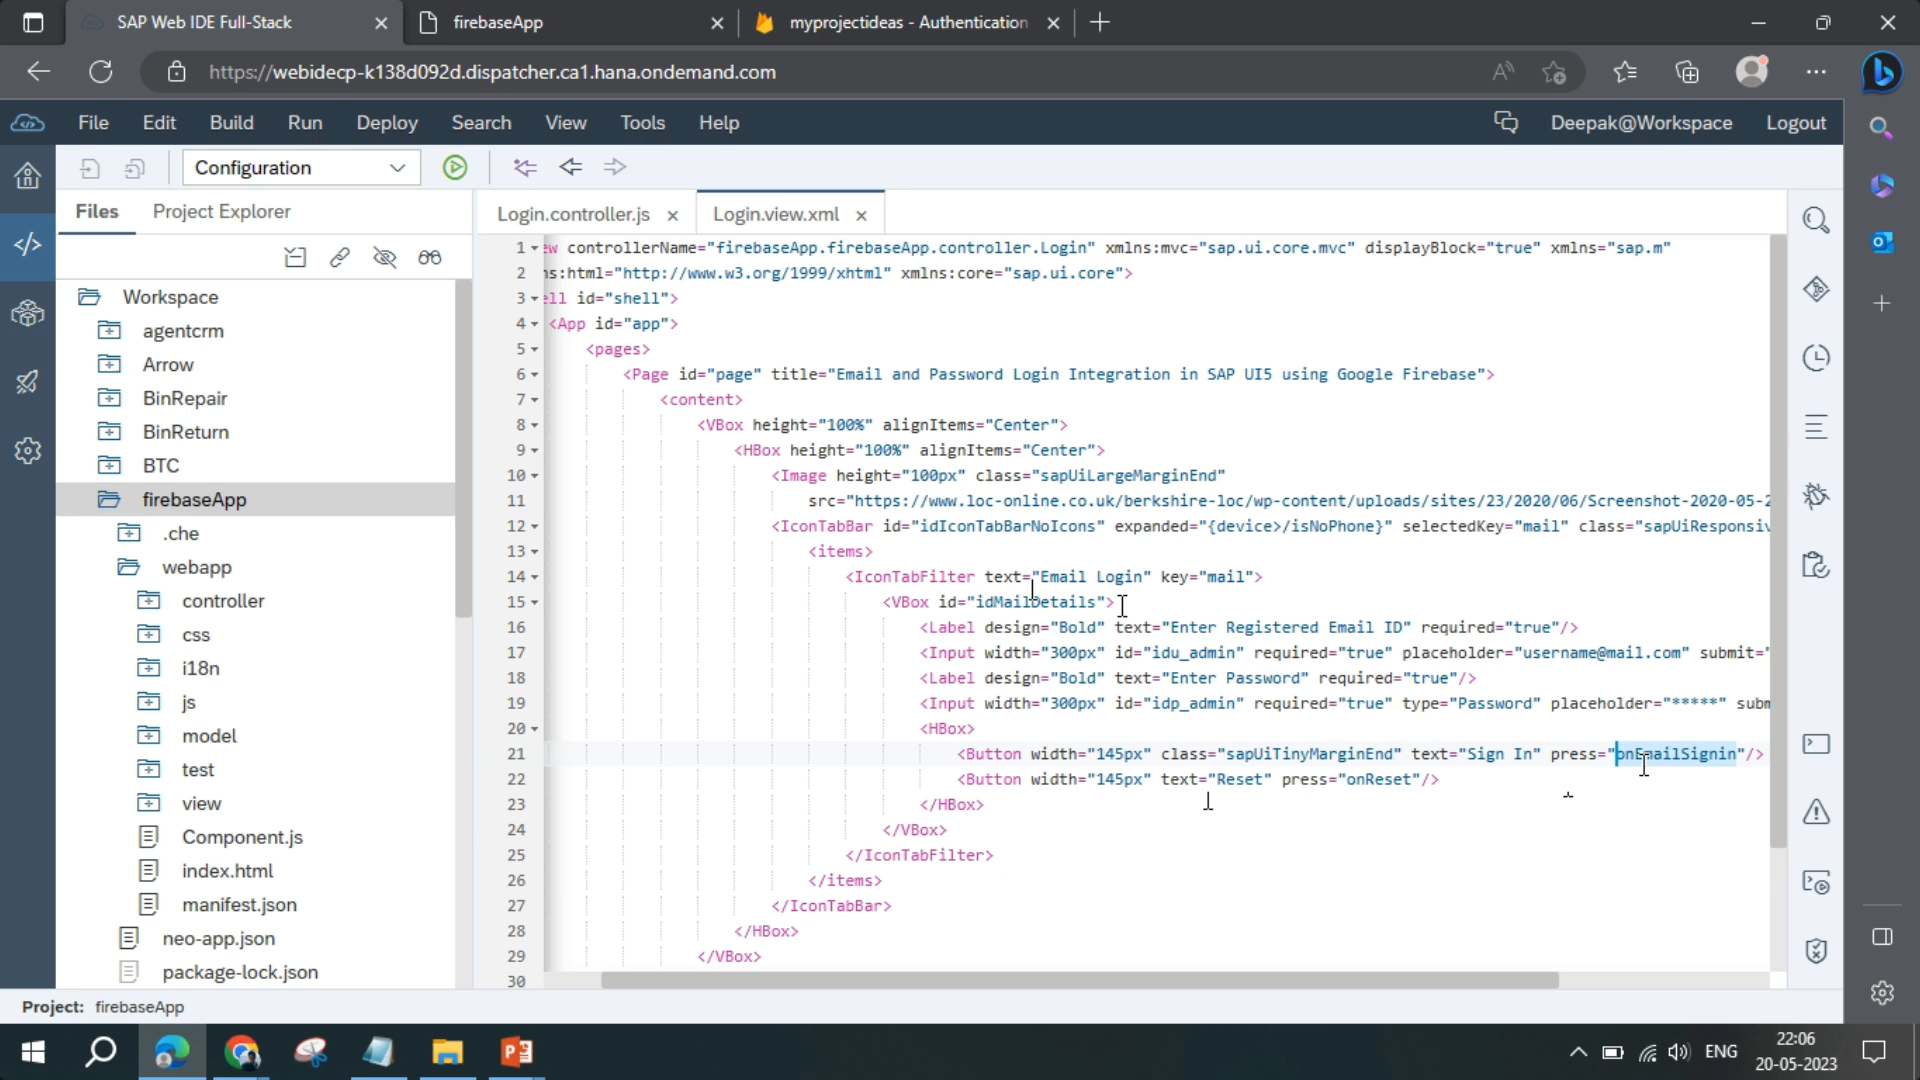 SAP Web IDE Full-Stack
firebaseApp
myprojectideas - Authentication
https://webidecp-k138d092d.dispatcher.ca1.hana.ondemand.com
File Edit Build Run Deploy Search View Tools Help
Deepak@Workspace Logout
Configuration
Files Project Explorer
Workspace
agentcrm
Arrow
BinRepair
BinReturn
BTC
firebaseApp
.che
webapp
controller
css
i18n
js
model
test
view
Component.js
index.html
manifest.json
neo-app.json
package-lock.json
Login.controller.js Login.view.xml
1 ew controllerName="firebaseApp.firebaseApp.controller.Login" xmlns:mvc="sap.ui.core.mvc" displayBlock="true" xmlns="sap.m"
2 ns:html="http://www.w3.org/1999/xhtml" xmlns:core="sap.ui.core">
3 ell id="shell">
4 <App id="app">
5 <pages>
6 <Page id="page" title="Email and Password Login Integration in SAP UI5 using Google Firebase">
7 <content>
8 <VBox height="100%" alignItems="Center">
9 <HBox height="100%" alignItems="Center">
10 <Image height="100px" class="sapUiLargeMarginEnd"
11 src="https://www.loc-online.co.uk/berkshire-loc/wp-content/uploads/sites/23/2020/06/Screenshot-2020-05-2
12 <IconTabBar id="idIconTabBarNoIcons" expanded="{device>/isNoPhone}" selectedKey="mail" class="sapUiResponsiv
13 <items>
14 <IconTabFilter text="Email Login" key="mail">
15 <VBox id="idMailDetails">
16 <Label design="Bold" text="Enter Registered Email ID" required="true"/>
17 <Input width="300px" id="idu_admin" required="true" placeholder="username@mail.com" submit="
18 <Label design="Bold" text="Enter Password" required="true"/>
19 <Input width="300px" id="idp_admin" required="true" type="Password" placeholder="*****" subm
20 <HBox>
21 <Button width="145px" class="sapUiTinyMarginEnd" text="Sign In" press="onEmailSignin"/>
22 <Button width="145px" text="Reset" press="onReset"/>
23 </HBox>
24 </VBox>
25 </IconTabFilter>
26 </items>
27 </IconTabBar>
28 </HBox>
29 </VBox>
30
Project: firebaseApp
ENG
22:06
20-05-2023